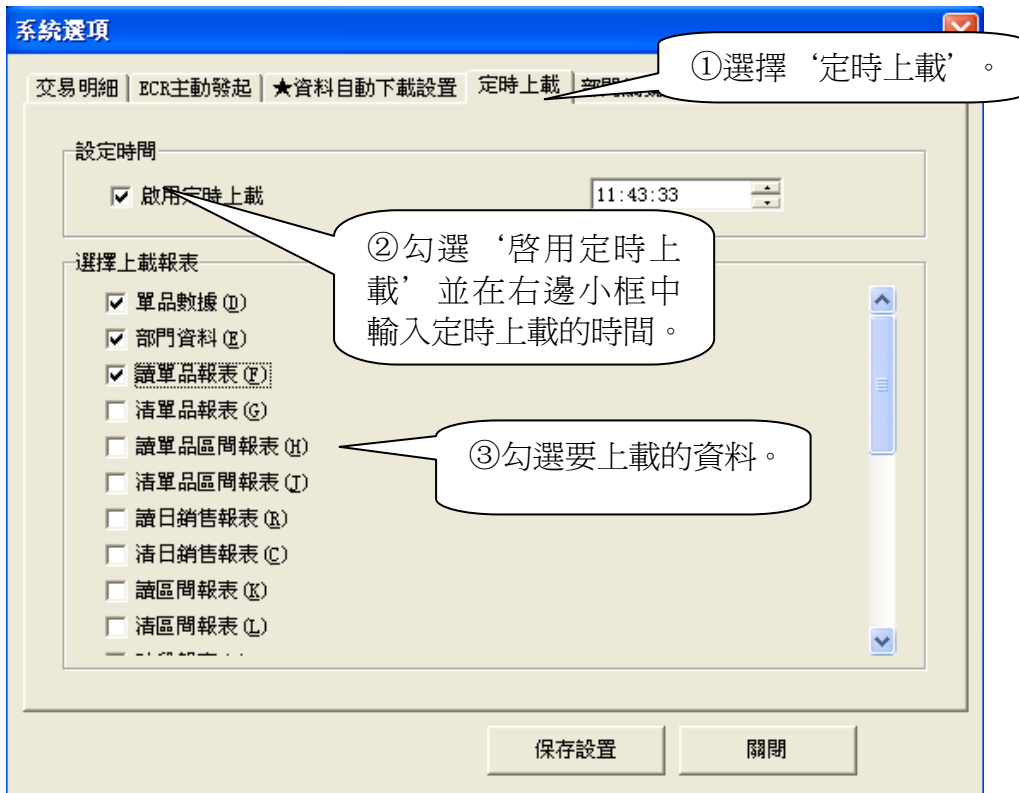 系統選項
①選擇‘定時上載’。
交易明細 ECR主動發起 ★資料自動下載設置 定時上載
設定時間
啟用定時上載 11:43:33
②勾選‘啓用定時上
載’並在右邊小框中
輸入定時上載的時間。
選擇上載報表
單品數據(D)
部門資料(E)
讀單品報表(F)
清單品報表(G)
讀單品區間報表(H)
③勾選要上載的資料。
清單品區間報表(J)
讀日銷售報表(R)
清日銷售報表(C)
讀區間報表(K)
清區間報表(L)
保存設置 關閉